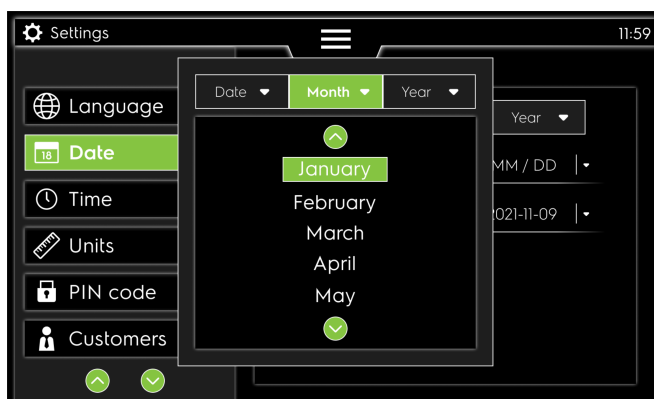 Settings
11:59
Language
18 Date
Time
Units
PIN code
Customers
Date Month Year
January
February
March
April
May
Year
MM / DD
2021-11-09